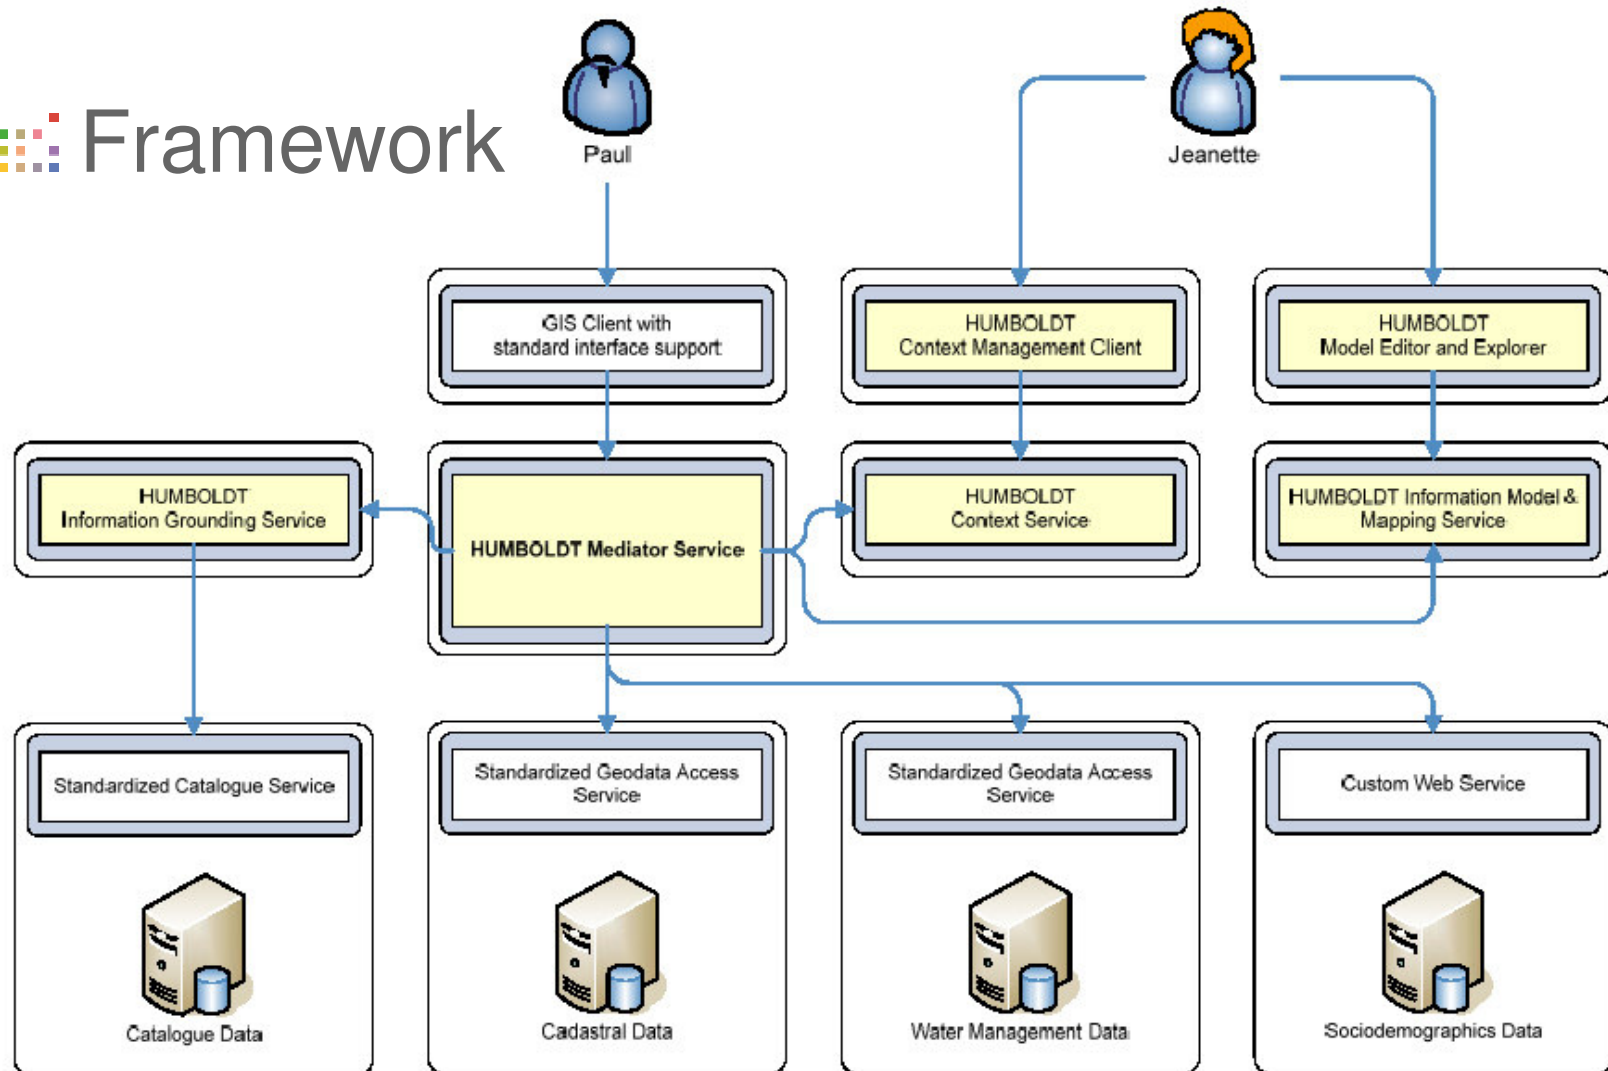 Framework
Paul
Jeanette
GIS Client with
standard interface support
HUMBOLDT
Context Management Client
HUMBOLDT
Model Editor and Explorer
HUMBOLDT
Information Grounding Service
HUMBOLDT Mediator Service
HUMBOLDT
Context Service
HUMBOLDT Information Model &
Mapping Service
Standardized Catalogue Service
Standardized Geodata Access
Service
Standardized Geodata Access
Service
Custom Web Service
Catalogue Data
Cadastral Data
Water Management Data
Sociodemographics Data